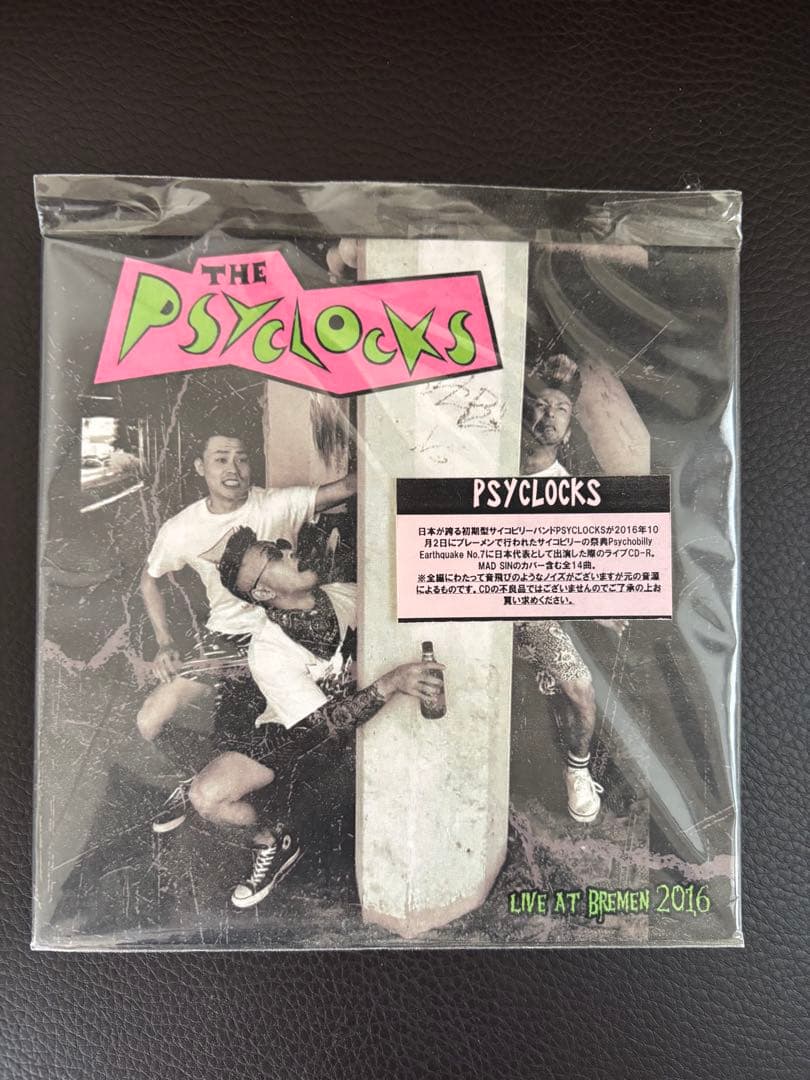 THE
PSYCLOCKS
PSYCLOCKS
日本が誇る初期型サイコビリーバンドPSYCLOCKSが2016年10
月2日にブレーメンで行われたサイコビリーの祭典Psychobilly
Earthquake No.7に日本代表として出演した際のライブCD-R。
MAD SINのカバー含む全14曲。
※全編にわたって音飛びのようなノイズがございますが元の音源
によるものです。CDの不良品ではございませんのでご了承の上お
買い求めください。
LIVE AT BREMEN 2016